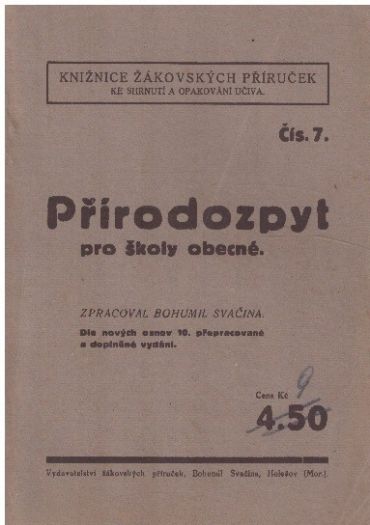 KNIŽNICE ŽÁKOVSKÝCH PŘÍRUČEK
KE SHRNUTÍ A OPAKOVÁNÍ UČIVA.
Čís. 7.
Přírodozpyt
pro školy obecné.
ZPRACOVAL BOHUMIL SVAČINA.
Dle nových osnov 10. přepracované
a doplněné vydání.
Cena Kč 9
4.50
Vydavatelství žákovských příruček, Bohumil Svačina, Holešov (Mor.).